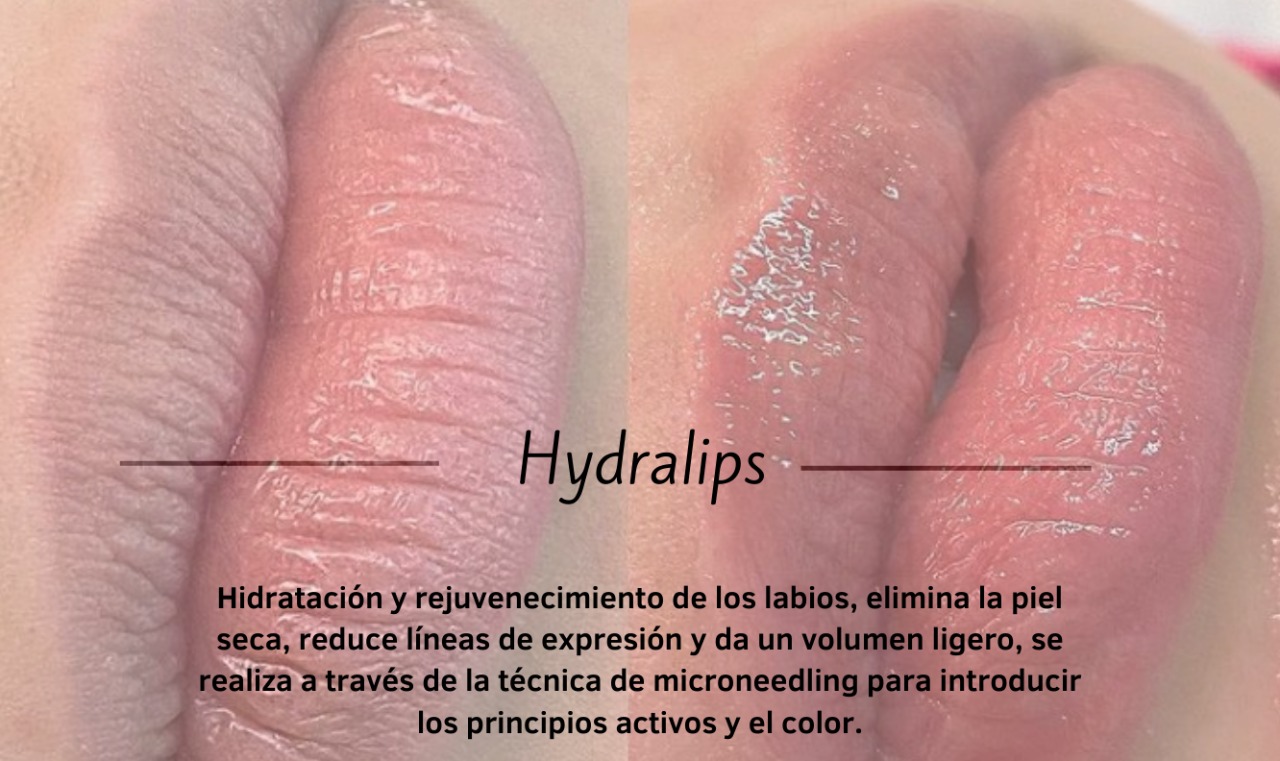 Hydralips
Hidratación y rejuvenecimiento de los labios, elimina la piel
seca, reduce líneas de expresión y da un volumen ligero, se
realiza a través de la técnica de microneedling para introducir
los principios activos y el color.